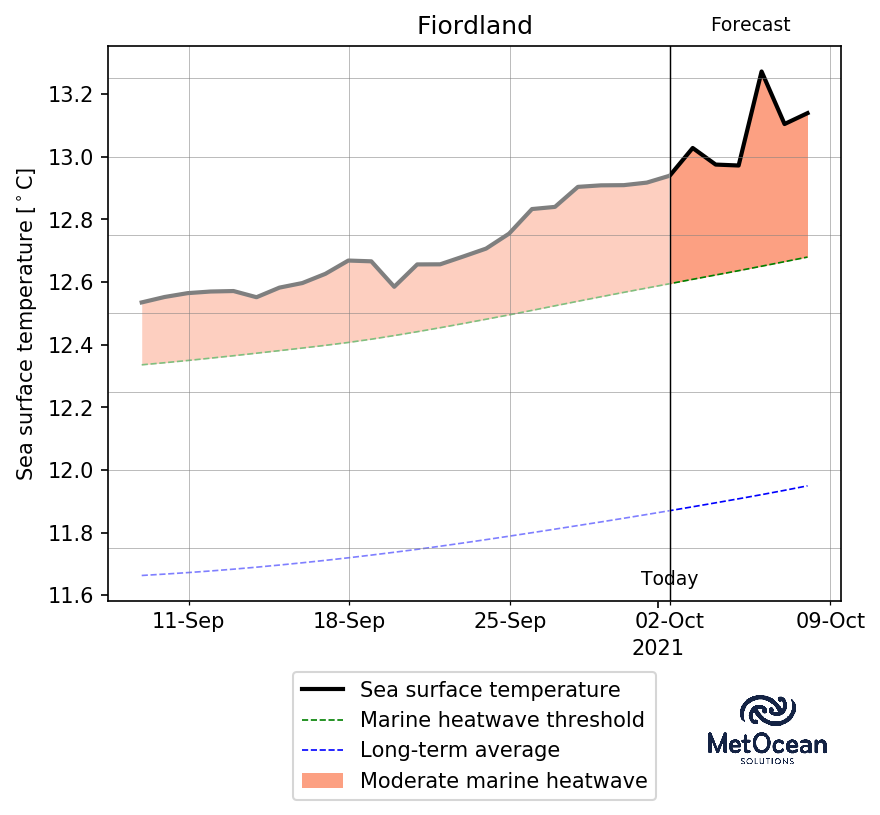 Fiordland
Forecast
Sea surface temperature [°C]
13.2
13.0
12.8
12.6
12.4
12.2
12.0
11.8
11.6
Today
11-Sep
18-Sep
25-Sep
02-Oct
09-Oct
2021
Sea surface temperature
Marine heatwave threshold
Long-term average
Moderate marine heatwave
MetOcean
SOLUTIONS